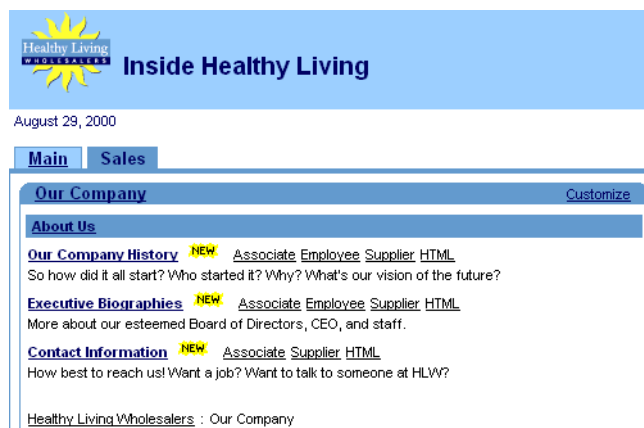 Healthy Living
WHOLESALERS
Inside Healthy Living
August 29, 2000
Main Sales
Our Company Customize
About Us
Our Company History NEW Associate Employee Supplier HTML
So how did it all start? Who started it? Why? What's our vision of the future?
Executive Biographies NEW Associate Employee Supplier HTML
More about our esteemed Board of Directors, CEO, and staff.
Contact Information NEW Associate Supplier HTML
How best to reach us! Want a job? Want to talk to someone at HLW?
Healthy Living Wholesalers : Our Company